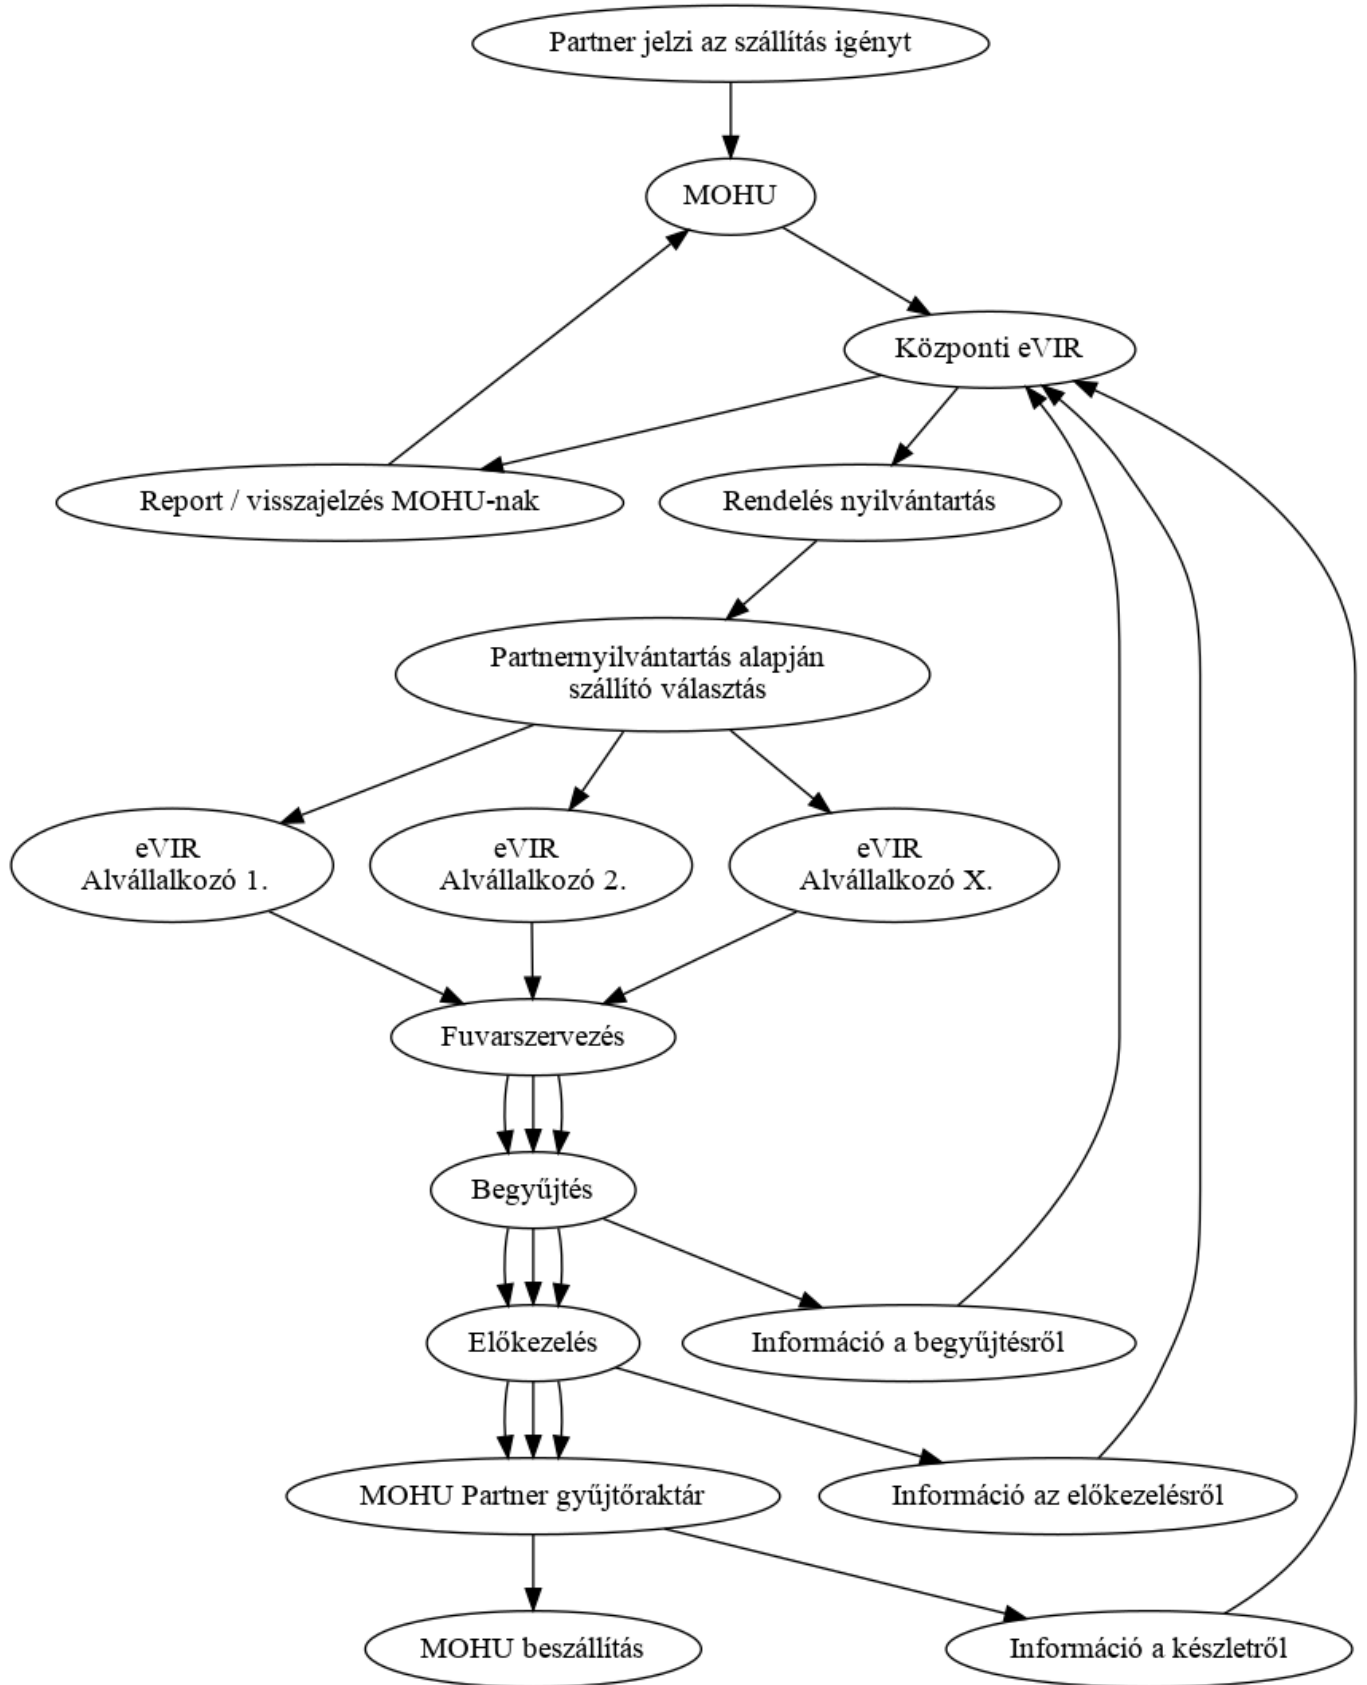 Partner jelzi az szállítás igényt
MOHU
Központi eVIR
Report / visszajelzés MOHU-nak
Rendelés nyilvántartás
Partnernyilvántartás alapján
szállító választás
eVIR
Alvállalkozó 1.
eVIR
Alvállalkozó 2.
eVIR
Alvállalkozó X.
Fuvarszervezés
Begyűjtés
Előkezelés
Információ a begyűjtésről
MOHU Partner gyűjtőraktár
Információ az előkezelésről
MOHU beszállítás
Információ a készletről